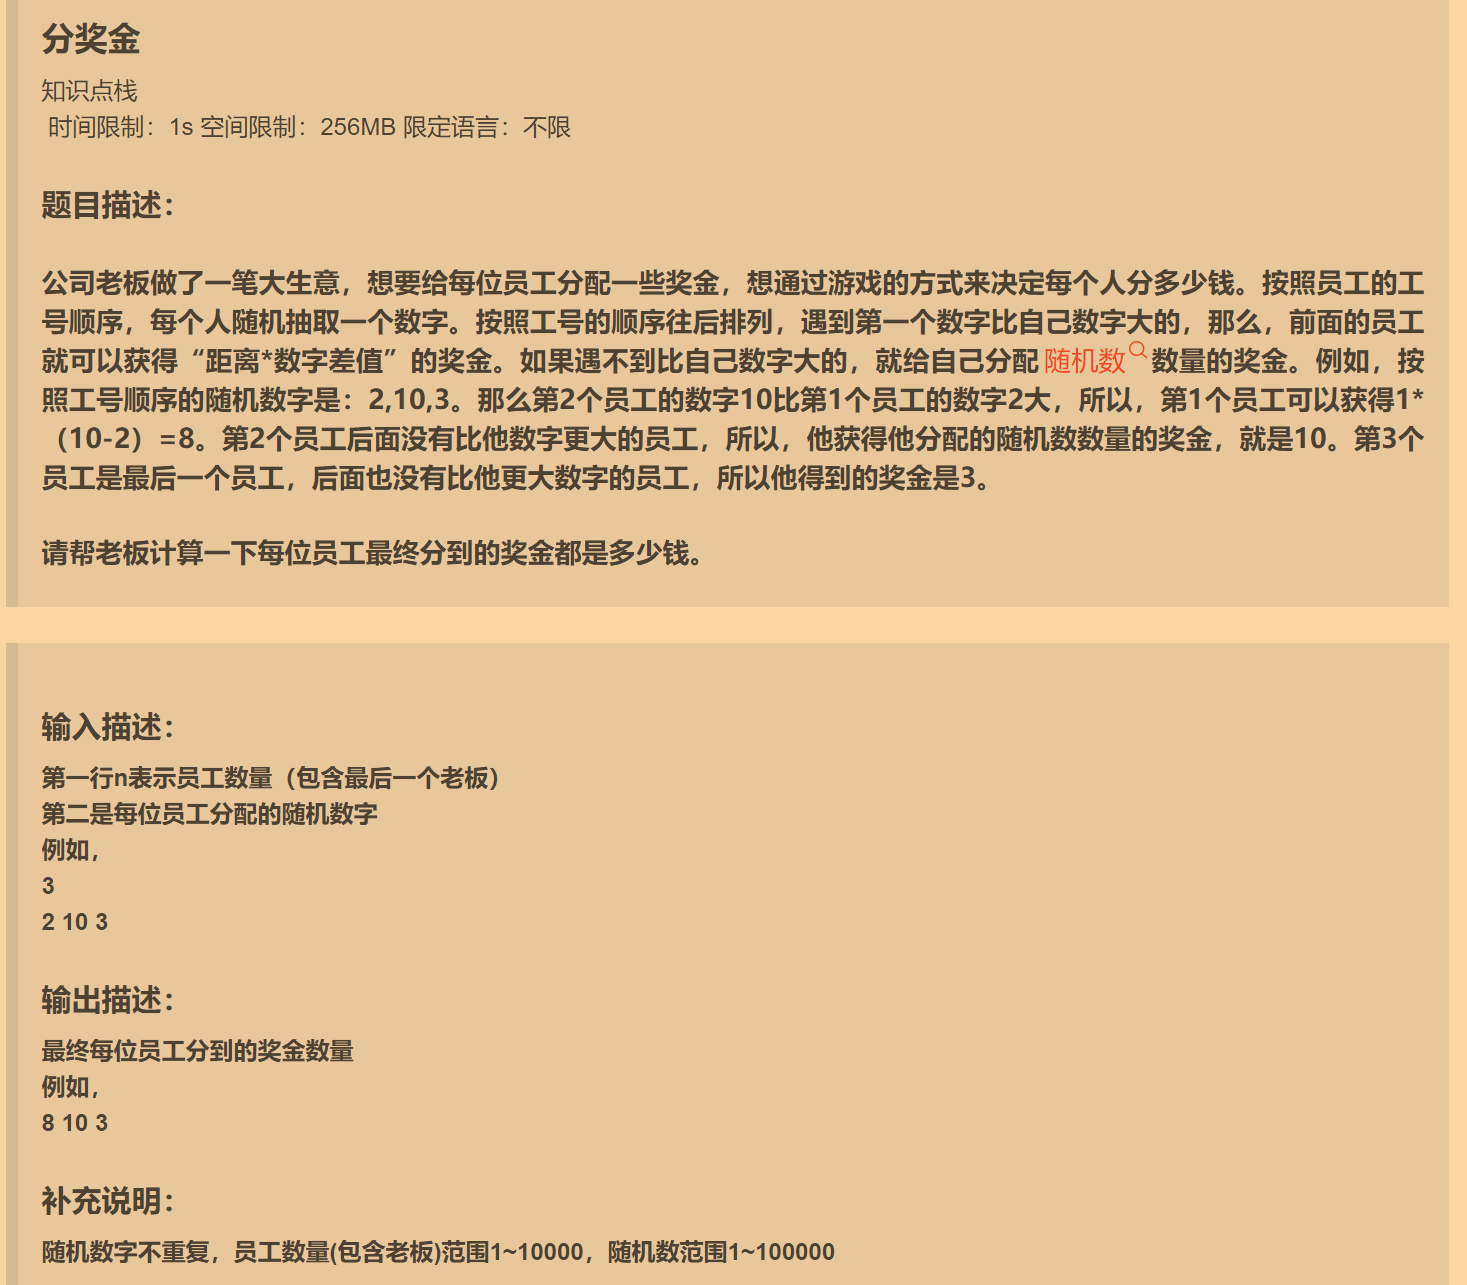 分奖金
知识点栈
时间限制：1s 空间限制：256MB 限定语言：不限
题目描述：
公司老板做了一笔大生意，想要给每位员工分配一些奖金，想通过游戏的方式来决定每个人分多少钱。按照员工的工
号顺序，每个人随机抽取一个数字。按照工号的顺序往后排列，遇到第一个数字比自己数字大的，那么，前面的员工
就可以获得“距离*数字差值”的奖金。如果遇不到比自己数字大的，就给自己分配随机数数量的奖金。例如，按
照工号顺序的随机数字是：2,10,3。那么第2个员工的数字10比第1个员工的数字2大，所以，第1个员工可以获得1*
（10-2）=8。第2个员工后面没有比他数字更大的员工，所以，他获得他分配的随机数数量的奖金，就是10。第3个
员工是最后一个员工，后面也没有比他更大数字的员工，所以他得到的奖金是3。
请帮老板计算一下每位员工最终分到的奖金都是多少钱。
输入描述：
第一行n表示员工数量（包含最后一个老板）
第二是每位员工分配的随机数字
例如，
3
2 10 3
输出描述：
最终每位员工分到的奖金数量
例如，
8 10 3
补充说明：
随机数字不重复，员工数量(包含老板)范围1~10000，随机数范围1~100000